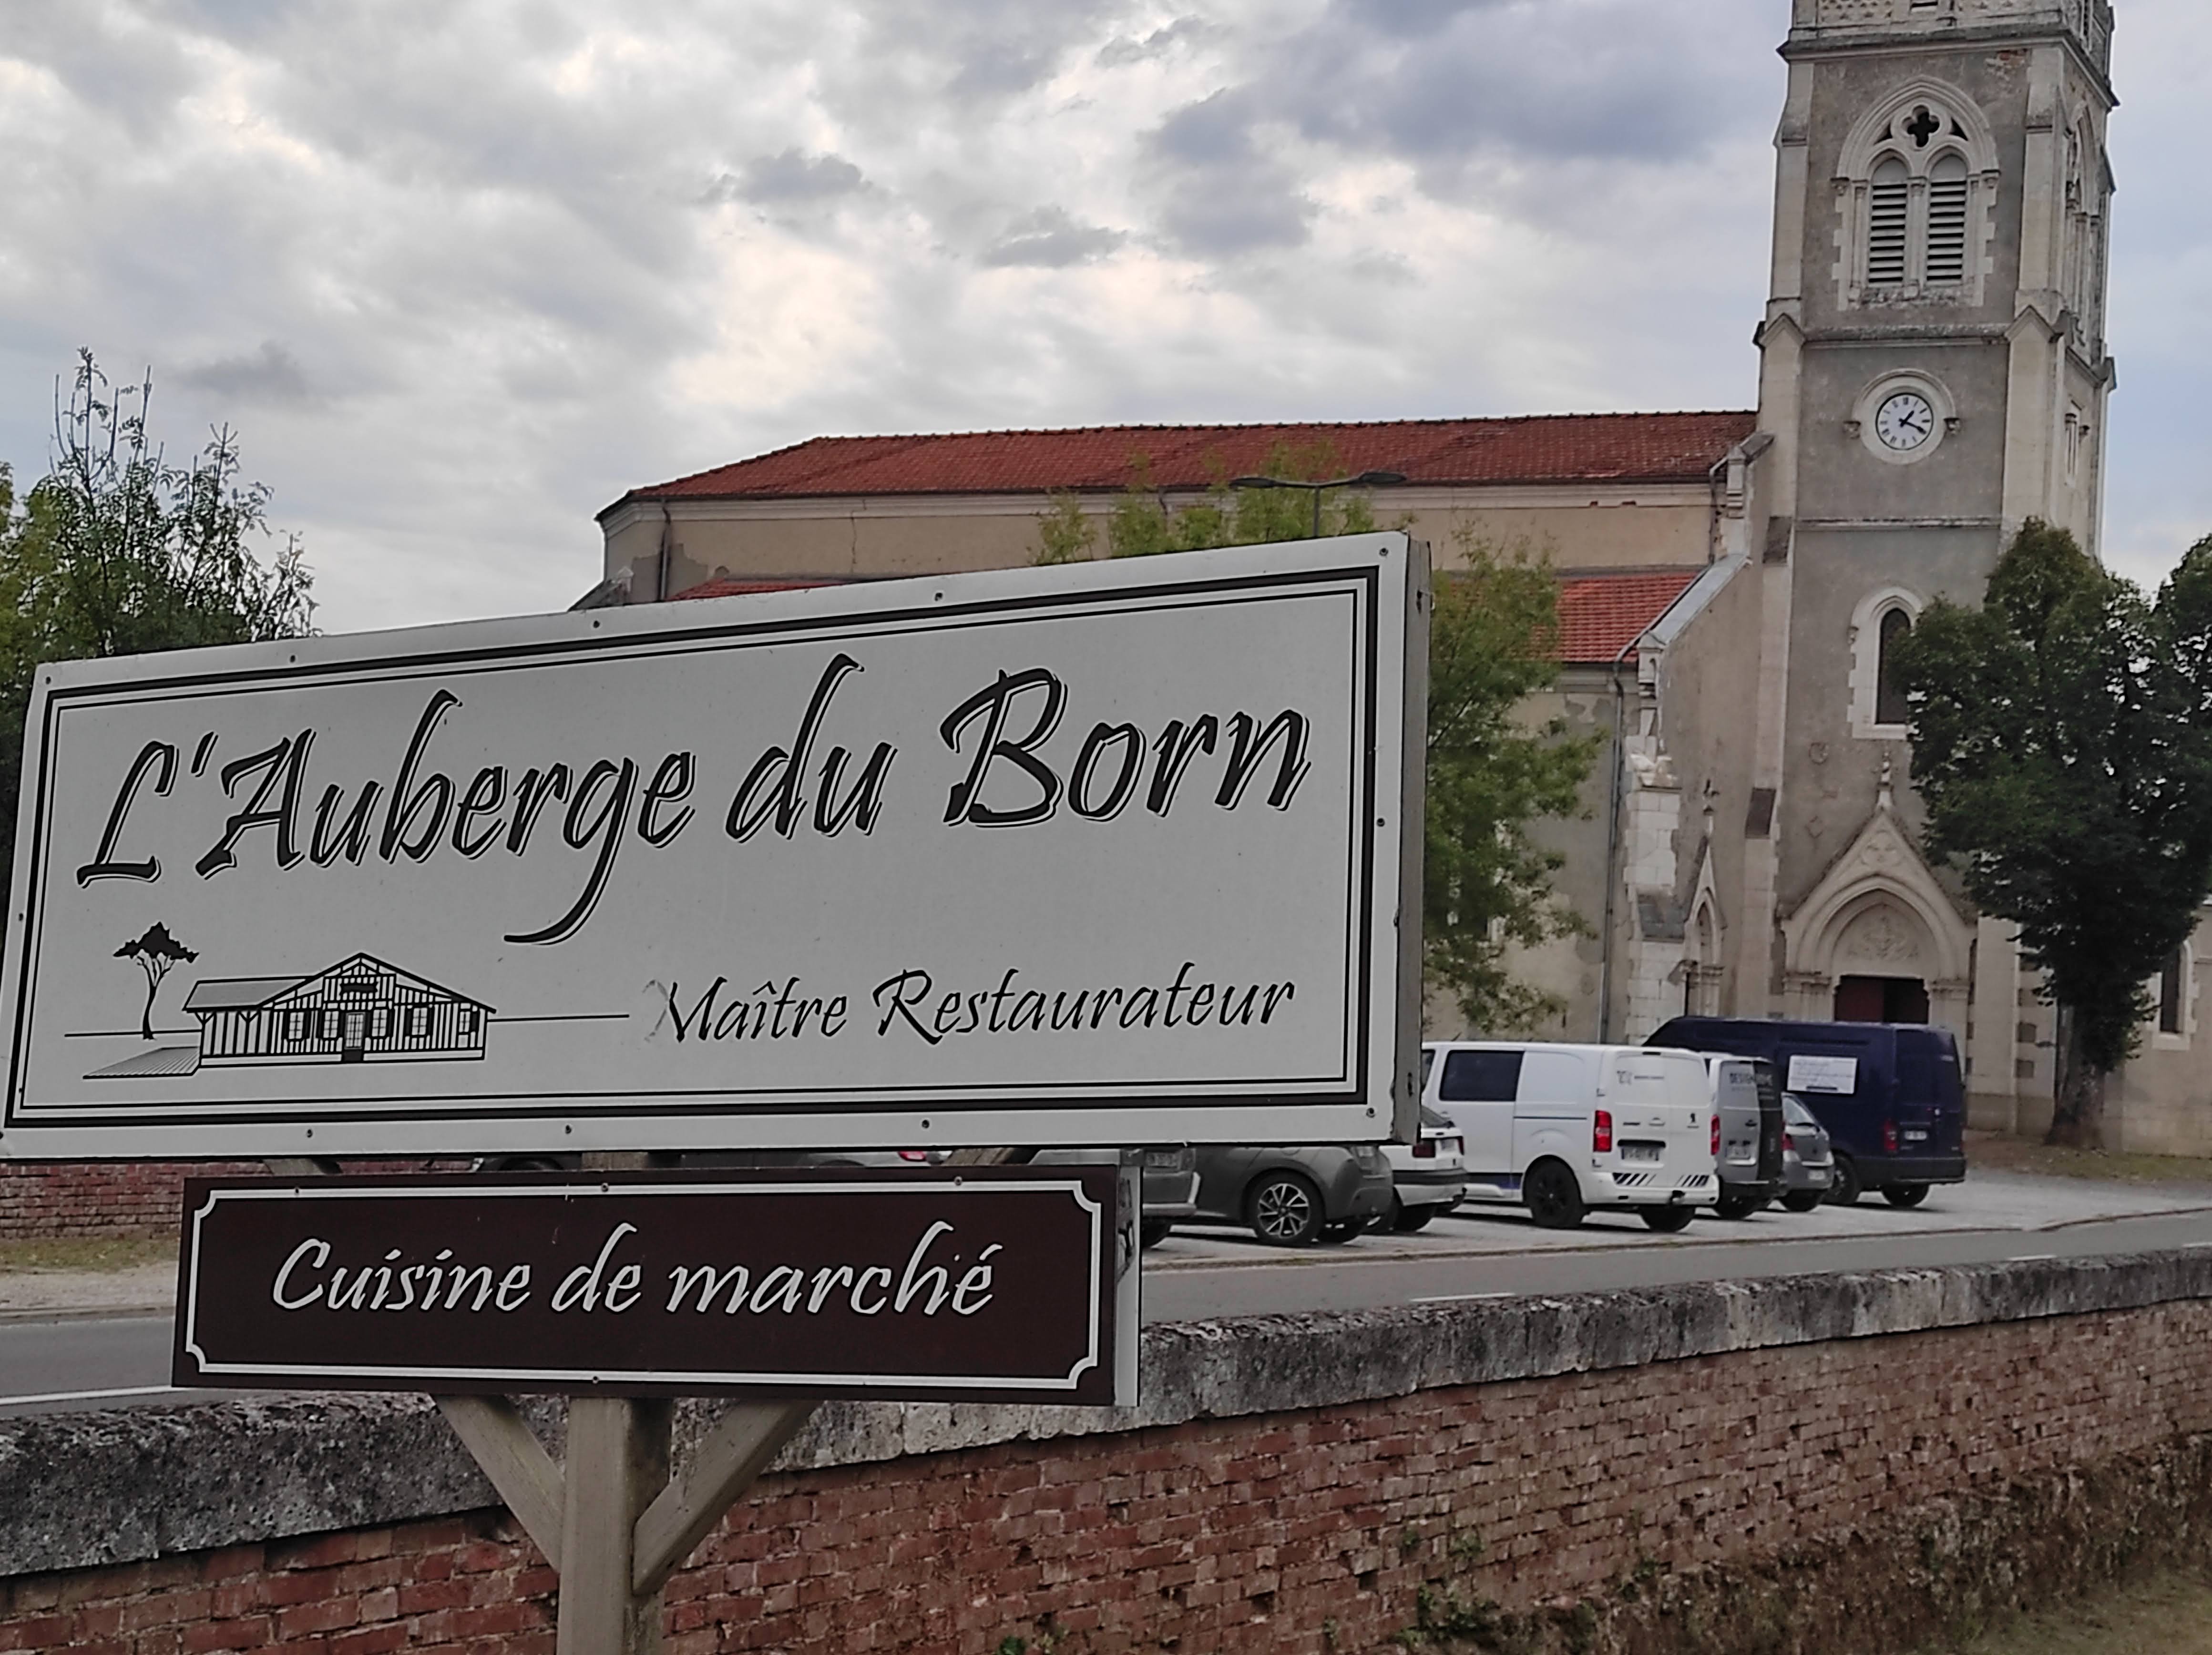 L'Auberge du Born
Maître Restaurateur
Cuisine de marché